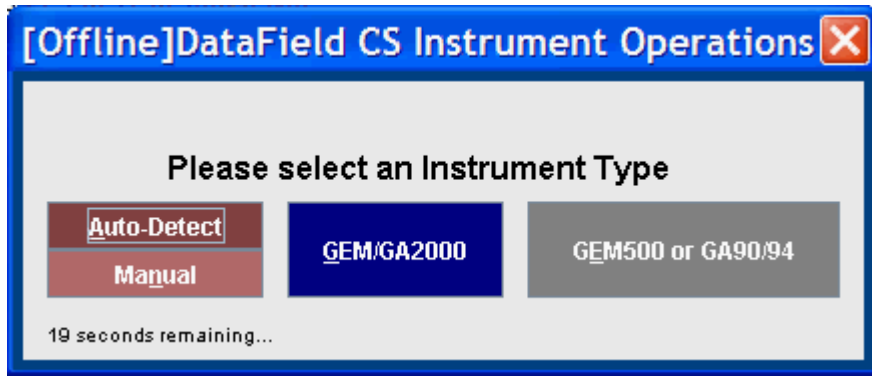 [Offline]DataField CS Instrument Operations
Please select an Instrument Type
Auto-Detect
Manual
GEM/GA2000
GEM500 or GA90/94
19 seconds remaining...